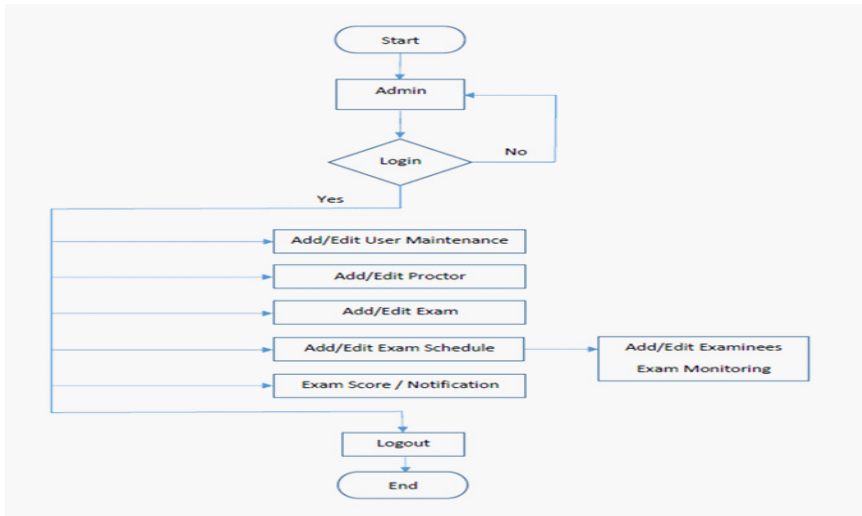 Start
Admin
Login
No
Yes
Add/Edit User Maintenance
Add/Edit Proctor
Add/Edit Exam
Add/Edit Exam Schedule
Add/Edit Examinees
Exam Monitoring
Exam Score / Notification
Logout
End